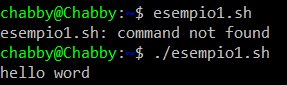 chabby@Chabby:~$ esempio1.sh
esempio1.sh: command not found
chabby@Chabby:~$ ./esempio1.sh
hello word